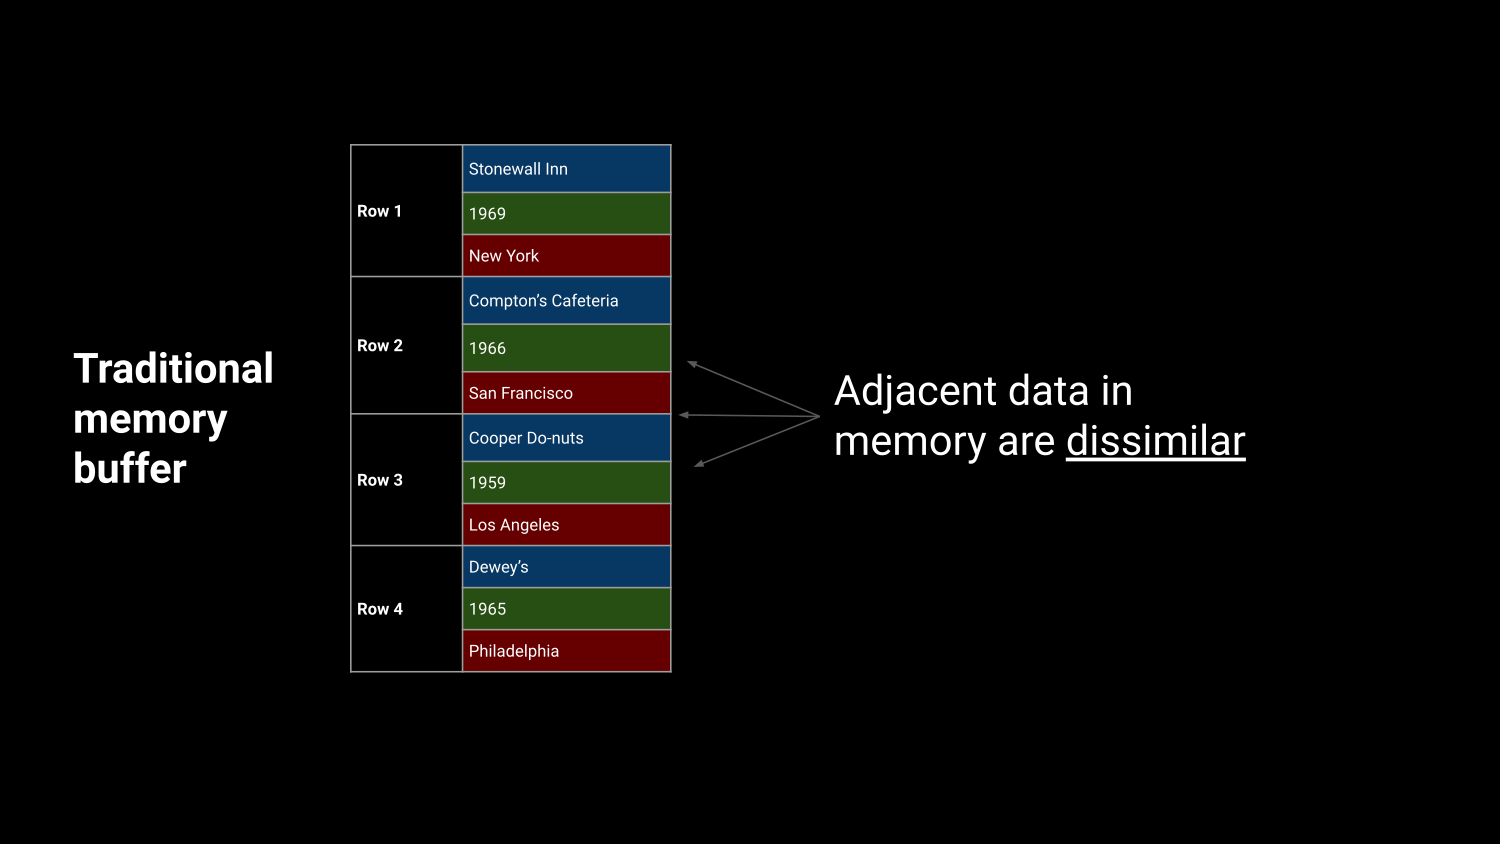 Traditional
memory
buffer
Row 1
Stonewall Inn
1969
New York
Row 2
Compton’s Cafeteria
1966
San Francisco
Row 3
Cooper Do-nuts
1959
Los Angeles
Row 4
Dewey’s
1965
Philadelphia
Adjacent data in
memory are dissimilar